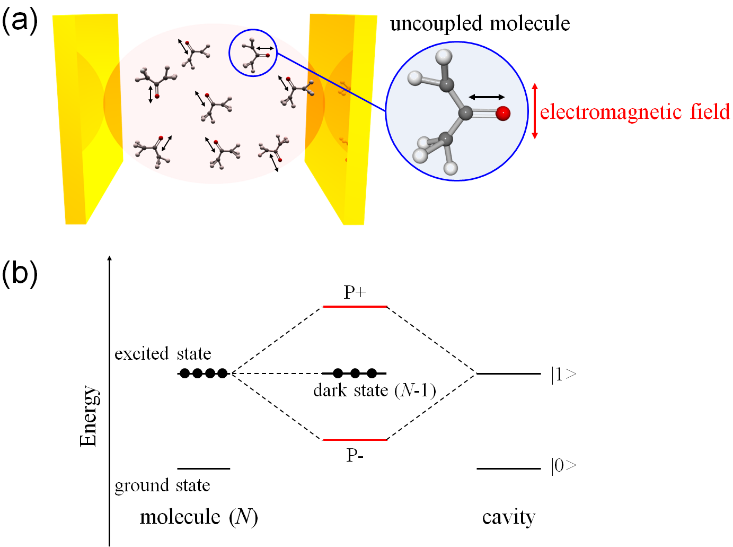 (a)
uncoupled molecule
electromagnetic field
(b)
P+
excited state
|1>
dark state (N-1)
Energy
P-
|0>
ground state
molecule (N)
cavity